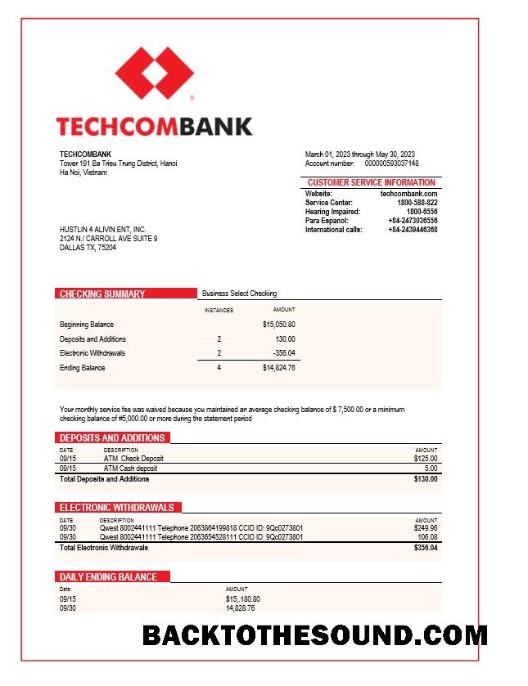 TECHCOMBANK
TECHCOMBANK
Tower 191 Ba Trieu Trung District, Hanoi
Ha Noi, Vietnam
March 01, 2023 through May 30, 2023
Account number: 000000593037148
CUSTOMER SERVICE INFORMATION
Website: techcombank.com
Service Center: 1800-588-822
Hearing Impaired: 1800-6556
Para Espanol: +84-2473036556
International calls: +84-2439446368
HUSTLIN 4 ALIVIN ENT, INC.
2124 N./ CARROLL AVE SUITE 9
DALLAS TX, 75204
CHECKING SUMMARY Business Select Checking
INSTANCES AMOUNT
Beginning Balance $15,050.80
Deposits and Additions 2 130.00
Electronic Withdrawals 2 -356.04
Ending Balance 4 $14,824.76
Your monthly service fee was waived because you maintained an average checking balance of $ 7,500.00 or a minimum
checking balance of #5,000.00 or more during the statement period
DEPOSITS AND ADDITIONS
DATE DESCRIPTION AMOUNT
09/15 ATM Check Deposit $125.00
09/15 ATM Cash deposit 5.00
Total Deposits and Additions $130.00
ELECTRONIC WITHDRAWALS
DATE DESCRIPTION AMOUNT
09/30 Qwest 8002441111 Telephone 2063864199818 CCID ID: 9Qc0273801 $249.96
09/30 Qwest 8002441111 Telephone 2063654528111 CCID ID: 9Qc0273801 106.08
Total Electronic Withdrawals $356.04
DAILY ENDING BALANCE
Date AMOUNT
09/15 $15,.180.80
09/30 14,828.76
BACKTOTHESOUND.COM